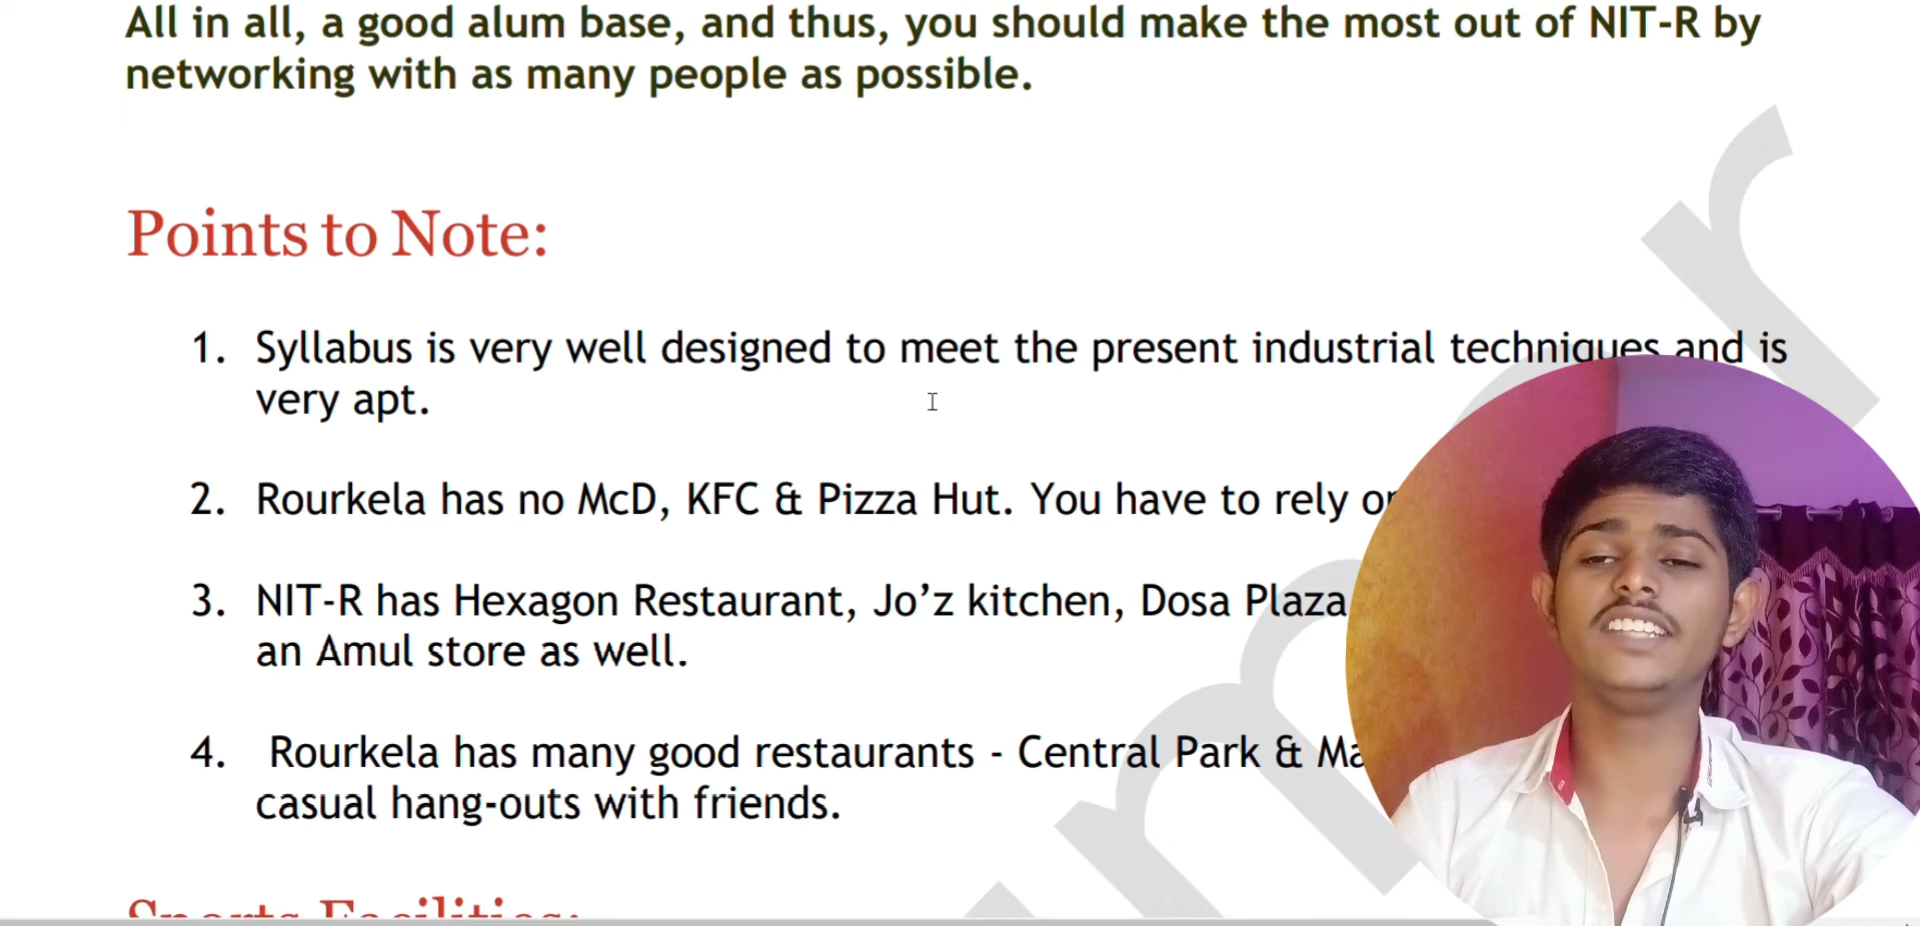 All in all, a good alum base, and thus, you should make the most out of NIT-R by
networking with as many people as possible.
Points to Note:
1. Syllabus is very well designed to meet the present industrial techniques and is
very apt.
2. Rourkela has no McD, KFC & Pizza Hut. You have to rely
3. NIT-R has Hexagon Restaurant, Jo’z kitchen, Dosa Plaza
an Amul store as well.
4. Rourkela has many good restaurants - Central Park &
casual hang-outs with friends.
Sports Facilities: